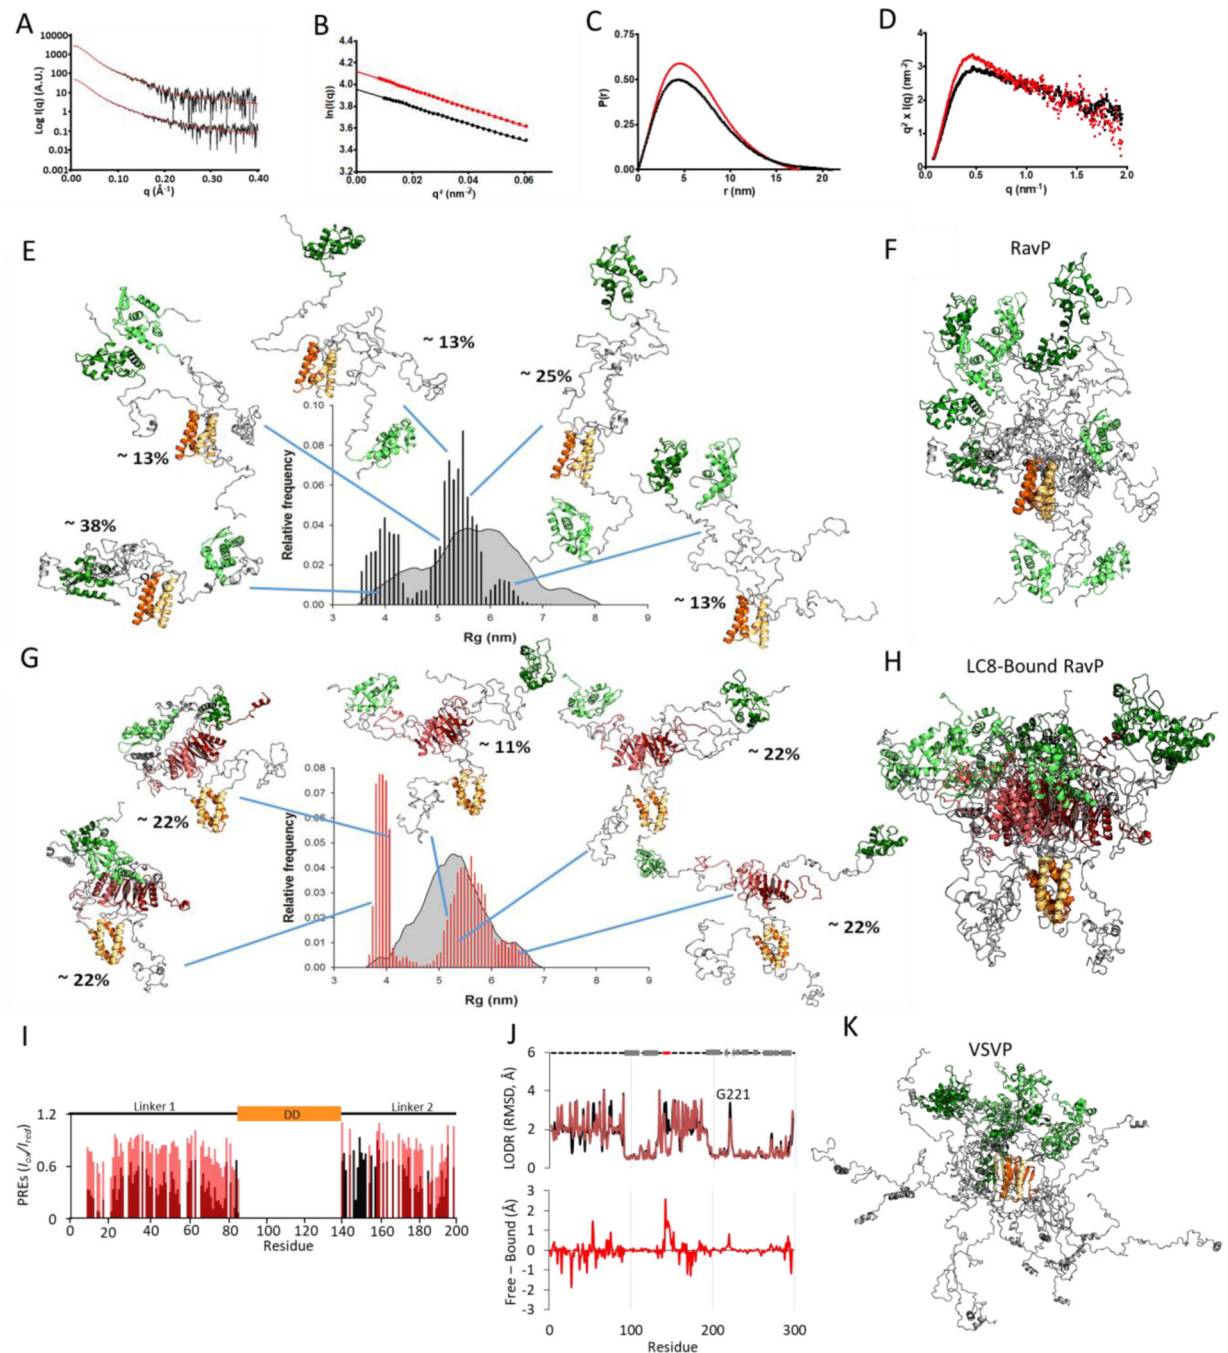 A
10000
1000
100
10
1
0.1
0.01
0.001
Log I(q) (A.U.)
0.00 0.10 0.20 0.30 0.40
q (Å⁻¹)
B
4.4
4.2
4.0
3.8
3.6
3.4
3.2
ln(I(q))
0.00 0.02 0.04 0.06
q² (nm⁻²)
C
0.75
0.50
0.25
0.00
P(r)
0 5 10 15 20
r (nm)
D
4
3
2
1
0
q² x I(q) (nm⁻²)
0.0 0.5 1.0 1.5 2.0
q (nm⁻¹)
E
~ 13%
~ 13%
~ 25%
~ 38%
~ 13%
0.10
0.08
0.06
0.04
0.02
0.00
Relative frequency
3 4 5 6 7 8 9
Rg (nm)
F
RavP
G
~ 22%
~ 11%
~ 22%
~ 22%
~ 22%
0.08
0.07
0.06
0.05
0.04
0.03
0.02
0.01
0.00
Relative frequency
3 4 5 6 7 8 9
Rg (nm)
H
LC8-Bound RavP
I
Linker 1
DD
Linker 2
1.2
0.6
0
PREs (Iox/Ired)
0 20 40 60 80 100 120 140 160 180 200
Residue
J
6
4
2
0
LODR (RMSD, Å)
G221
3
2
1
0
-1
-2
-3
Free – Bound (Å)
0 100 200 300
Residue
K
VSVP